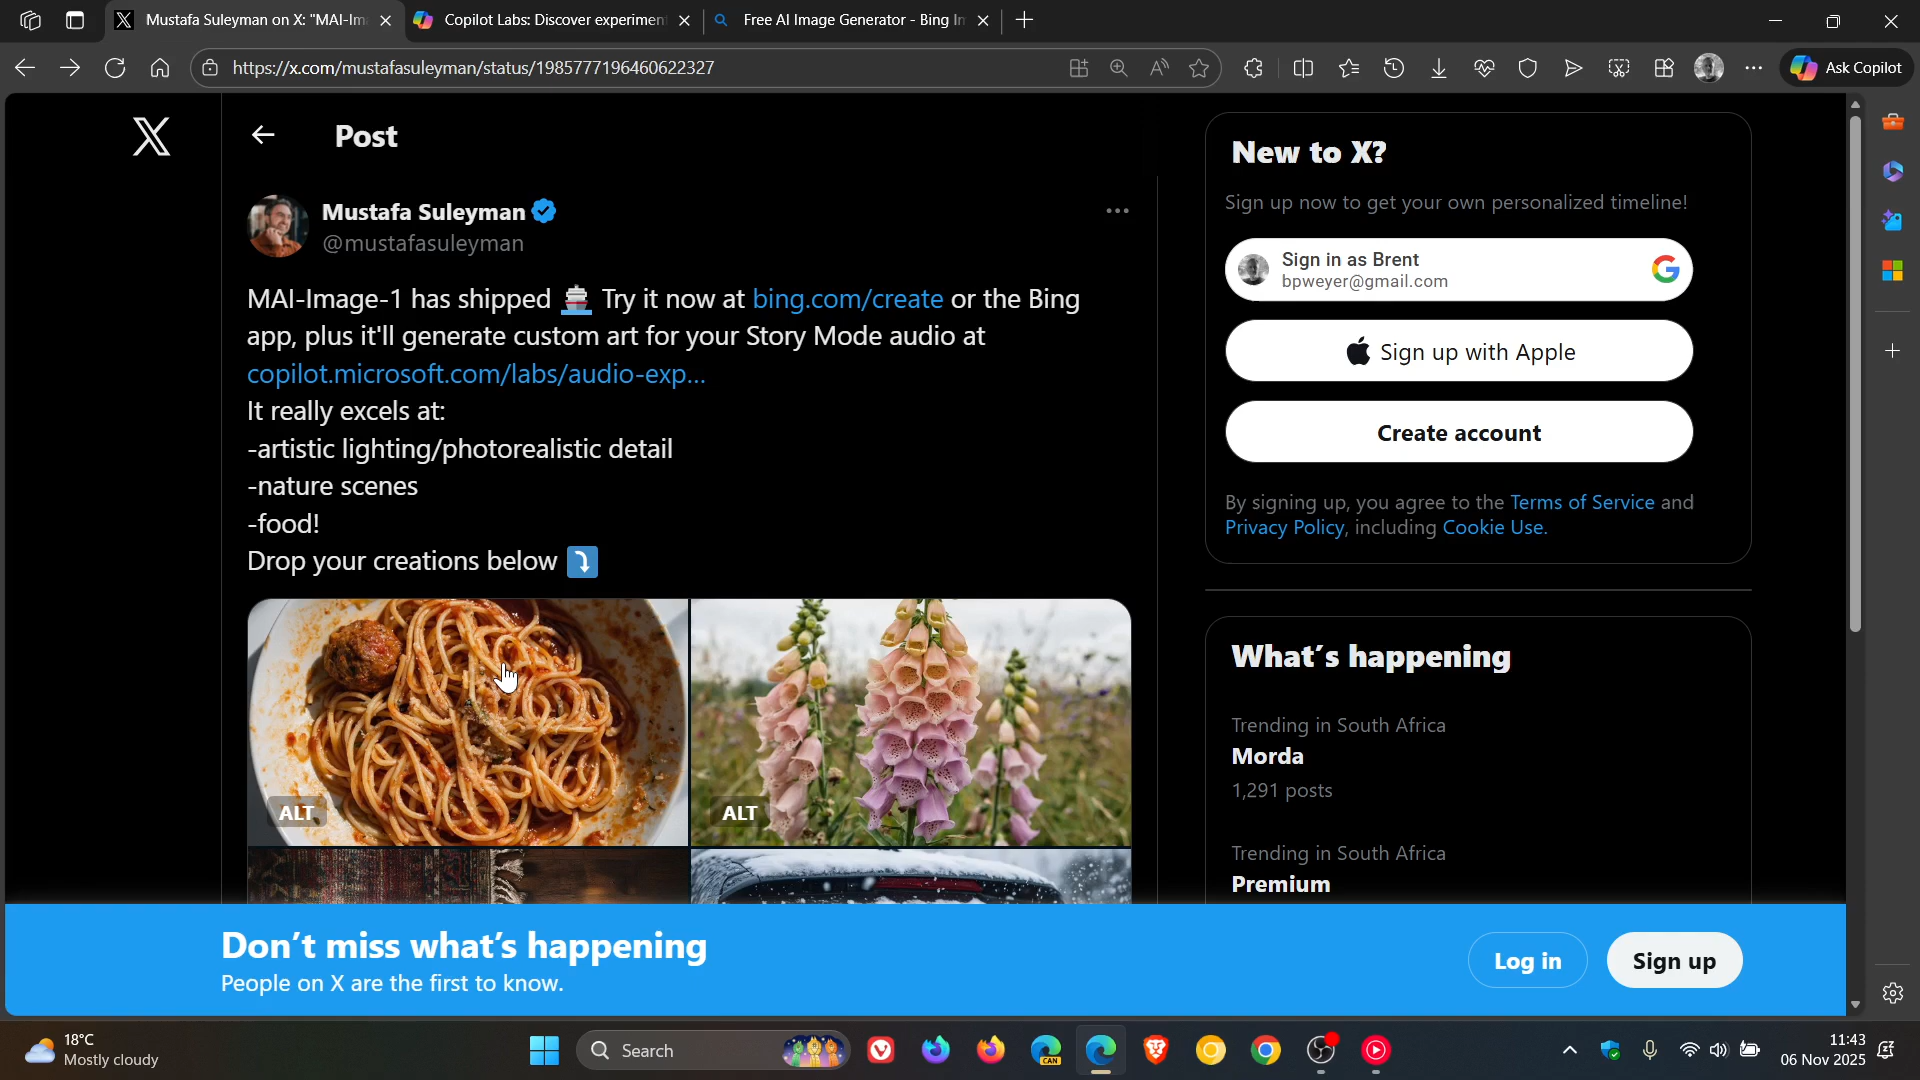 Mustafa Suleyman on X: "MAI-Im
Copilot Labs: Discover experimen
Free AI Image Generator - Bing In
https://x.com/mustafasuleyman/status/1985777196460622327
Ask Copilot
Post
Mustafa Suleyman
@mustafasuleyman
MAI-Image-1 has shipped 🚢 Try it now at bing.com/create or the Bing
app, plus it'll generate custom art for your Story Mode audio at
copilot.microsoft.com/labs/audio-exp...
It really excels at:
-artistic lighting/photorealistic detail
-nature scenes
-food!
Drop your creations below ⤵️
ALT
ALT
New to X?
Sign up now to get your own personalized timeline!
Sign in as Brent
bpweyer@gmail.com
Sign up with Apple
Create account
By signing up, you agree to the Terms of Service and
Privacy Policy, including Cookie Use.
What's happening
Trending in South Africa
Morda
1,291 posts
Trending in South Africa
Premium
Don't miss what's happening
People on X are the first to know.
Log in
Sign up
18°C
Mostly cloudy
Search
CAN
11:43
06 Nov 2025